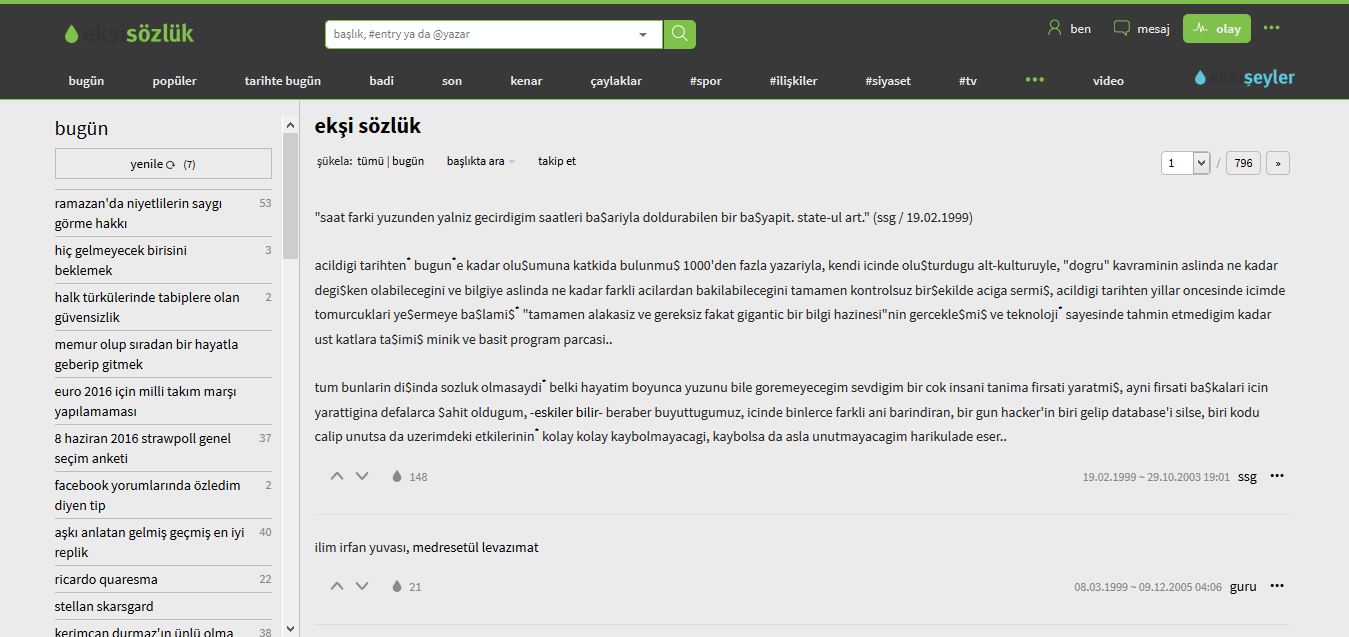 ekşisözlük
başlık, #entry ya da @yazar
ben
mesaj
olay
bugün
popüler
tarihte bugün
badi
son
kenar
çaylaklar
#spor
#ilişkiler
#siyaset
#tv
video
ekşişeyler
bugün
yenile (7)
ramazan'da niyetlilerin saygı 53
görme hakkı
hiç gelmeyecek birisini 3
beklemek
halk türkülerinde tabiplere olan 2
güvensizlik
memur olup sıradan bir hayatla
geberip gitmek
euro 2016 için milli takım marşı
yapılamaması
8 haziran 2016 strawpoll genel 37
seçim anketi
facebook yorumlarında özledim 2
diyen tip
aşkı anlatan gelmiş geçmiş en iyi 40
replik
ricardo quaresma 22
stellan skarsgard
kerimcan durmaz'ın ünlü olma 38
ekşi sözlük
şükela: tümü | bugün başlıkta ara takip et
1 / 796 »
"saat farki yuzunden yalniz gecirdigim saatleri ba$ariyla doldurabilen bir ba$yapit. state-ul art." (ssg / 19.02.1999)
acildigi tarihten* bugun*e kadar olu$umuna katkida bulunmu$ 1000'den fazla yazariyla, kendi icinde olu$turdugu alt-kulturuyle, "dogru" kavraminin aslinda ne kadar
degi$ken olabilecegini ve bilgiye aslinda ne kadar farkli acilardan bakilabilecegini tamamen kontrolsuz bir$ekilde aciga sermi$, acildigi tarihten yillar oncesinde icimde
tomurcuklari ye$ermeye ba$lami$* "tamamen alakasiz ve gereksiz fakat gigantic bir bilgi hazinesi"nin gercekle$mi$ ve teknoloji* sayesinde tahmin etmedigim kadar
ust katlara ta$imi$ minik ve basit program parcasi..
tum bunlarin di$inda sozluk olmasaydi* belki hayatim boyunca yuzunu bile goremeyecegim sevdigim bir cok insani tanima firsati yaratmi$, ayni firsati ba$kalari icin
yarattigina defalarca $ahit oldugum, -eskiler bilir- beraber buyuttugumuz, icinde binlerce farkli ani barindiran, bir gun hacker'in biri gelip database'i silse, biri kodu
calip unutsa da uzerimdeki etkilerinin* kolay kolay kaybolmayacagi, kaybolsa da asla unutmayacagim harikulade eser..
148
19.02.1999 ~ 29.10.2003 19:01 ssg
ilim irfan yuvası, medresetül levazımat
21
08.03.1999 ~ 09.12.2005 04:06 guru